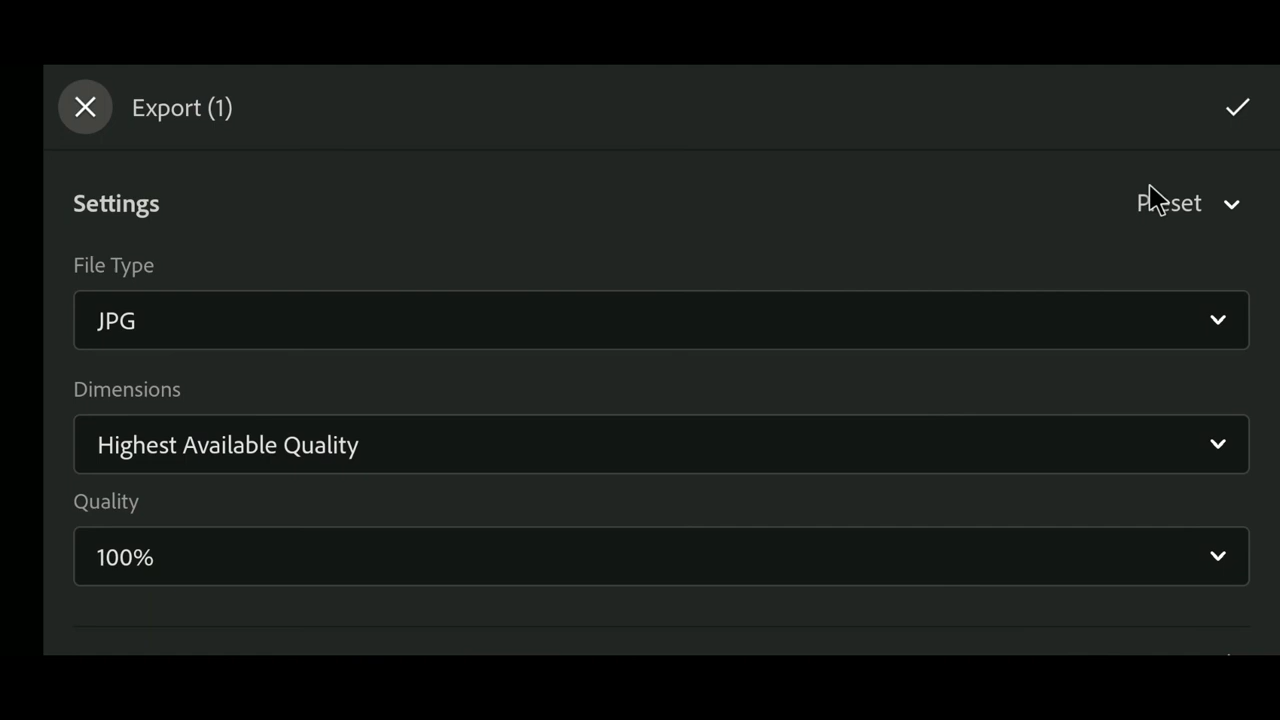 Export (1)
Settings
Preset
File Type
JPG
Dimensions
Highest Available Quality
Quality
100%